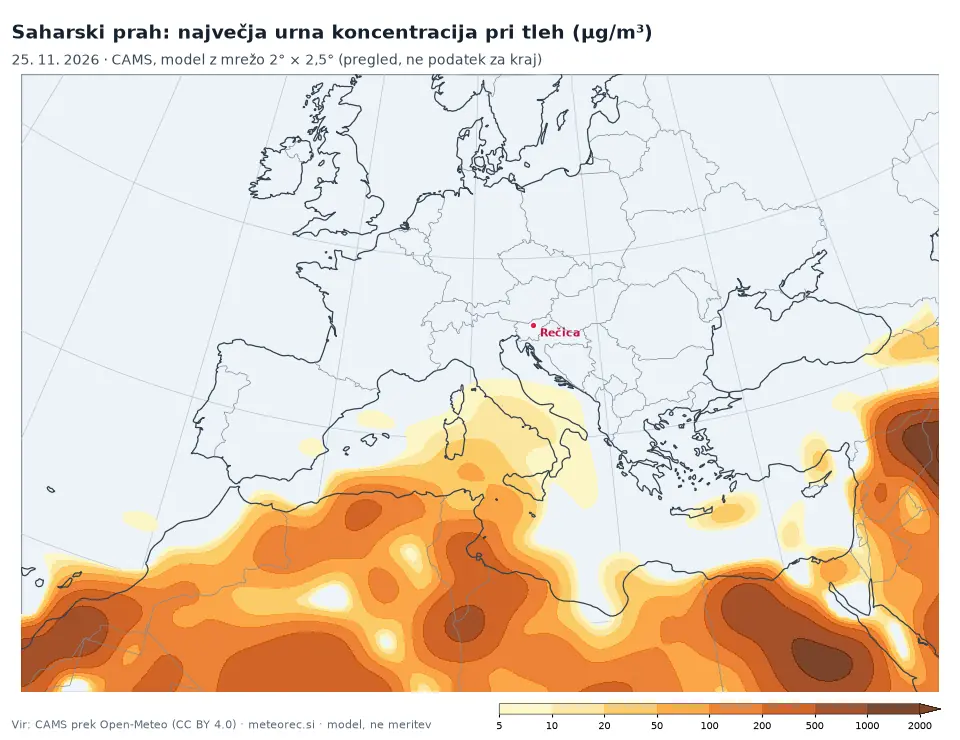 Saharski prah: največja urna koncentracija pri tleh (µg/m³)
25. 11. 2026 · CAMS, model z mrežo 2° × 2,5° (pregled, ne podatek za kraj)
Rečica
Vir: CAMS prek Open-Meteo (CC BY 4.0) · meteorec.si · model, ne meritev
5 10 20 50 100 200 500 1000 2000